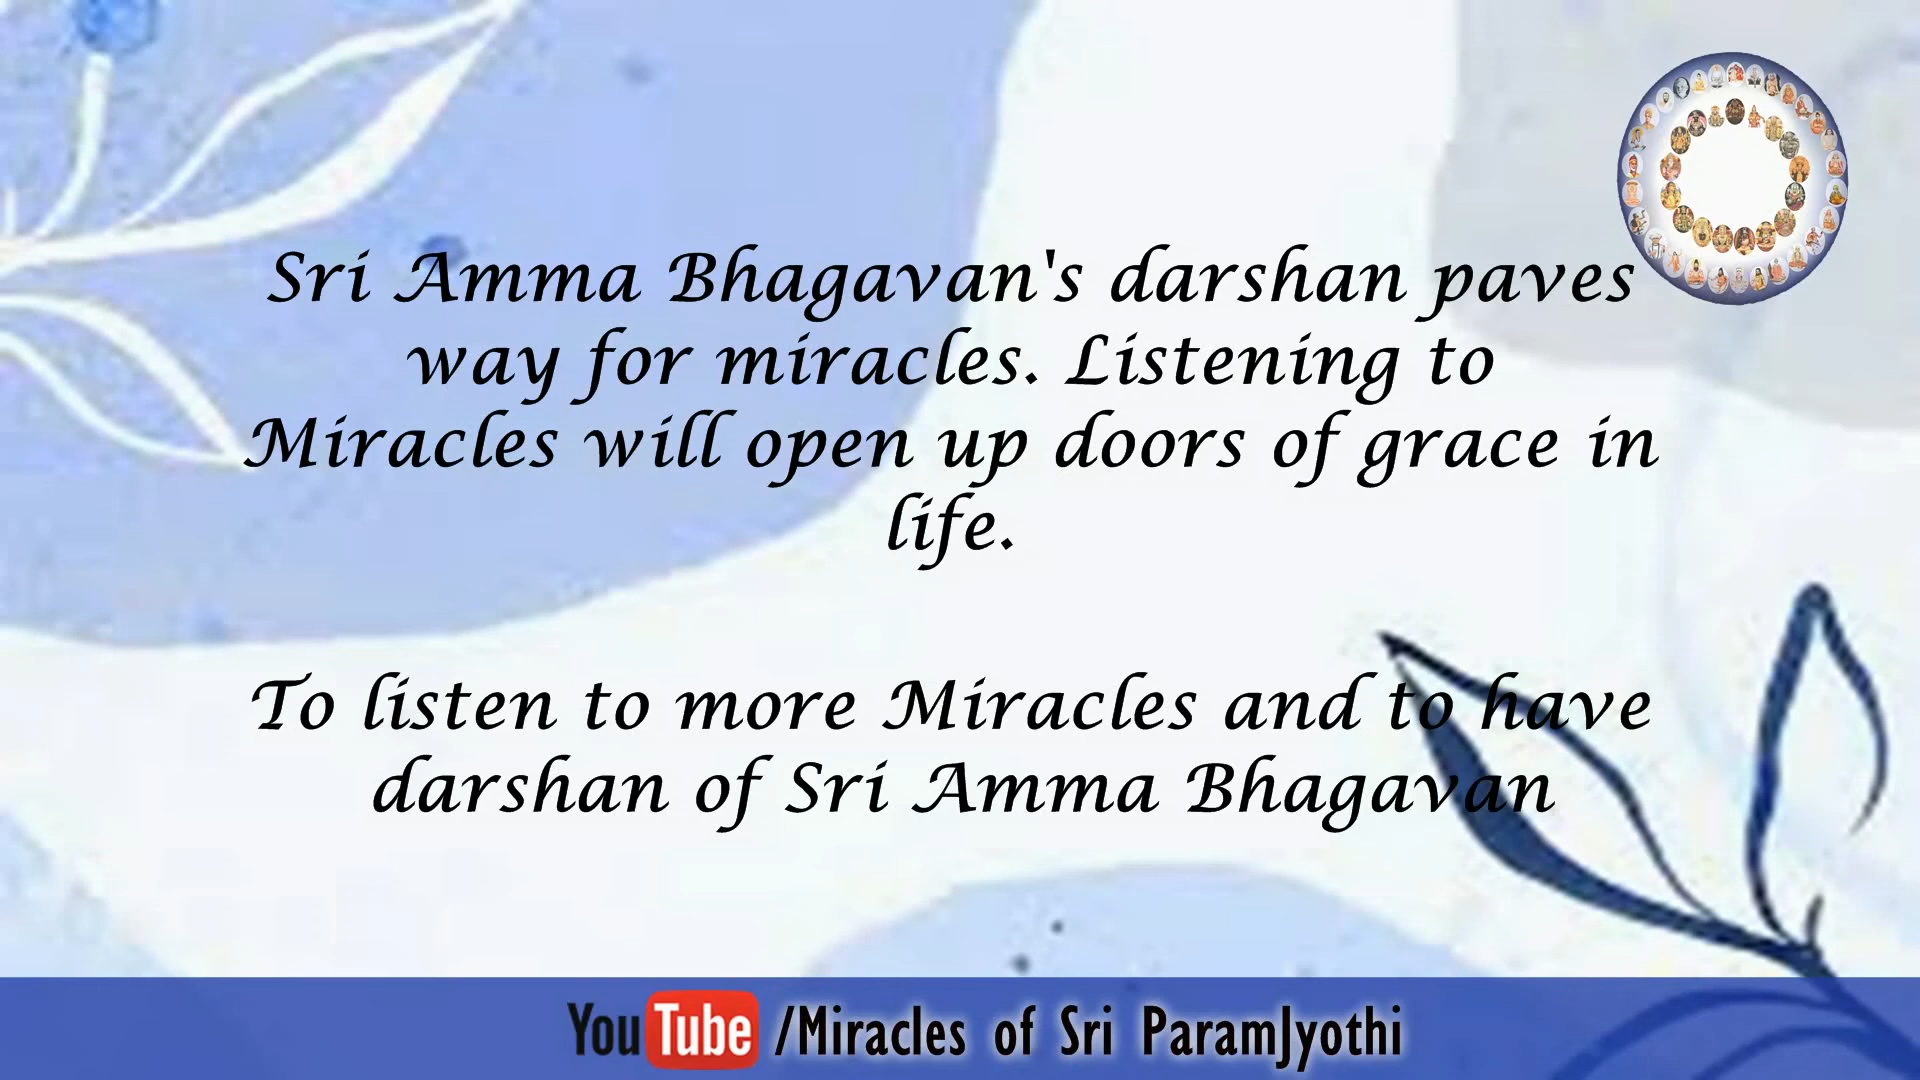 Sri Amma Bhagavan's darshan paves
way for miracles. Listening to
Miracles will open up doors of grace in
life.
To listen to more Miracles and to have
darshan of Sri Amma Bhagavan
YouTube /Miracles of Sri ParamJyothi